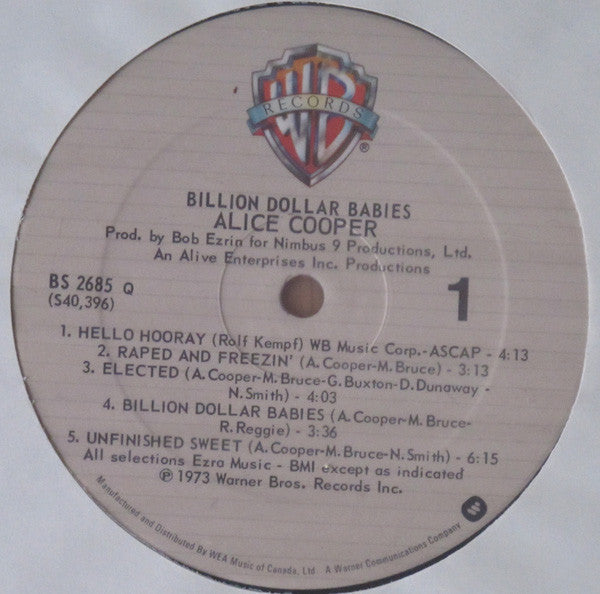 WB
RECORDS
®
BILLION DOLLAR BABIES
ALICE COOPER
Prod. by Bob Ezrin for Nimbus 9 Productions, Ltd.
An Alive Enterprises Inc. Productions
BS 2685 Q
(S40,396)
1
1. HELLO HOORAY (Rolf Kempf) WB Music Corp.-ASCAP - 4:13
2. RAPED AND FREEZIN' (A.Cooper-M.Bruce) - 3:13
3. ELECTED (A.Cooper-M.Bruce-G.Buxton-D.Dunaway -
N.Smith) - 4:03
4. BILLION DOLLAR BABIES (A.Cooper-M.Bruce-
R.Reggie) - 3:36
5. UNFINISHED SWEET (A.Cooper-M.Bruce-N.Smith) - 6:15
All selections Ezra Music - BMI except as indicated
℗ 1973 Warner Bros. Records Inc.
Manufactured and Distributed By WEA Music of Canada, Ltd A Warner Communications Company